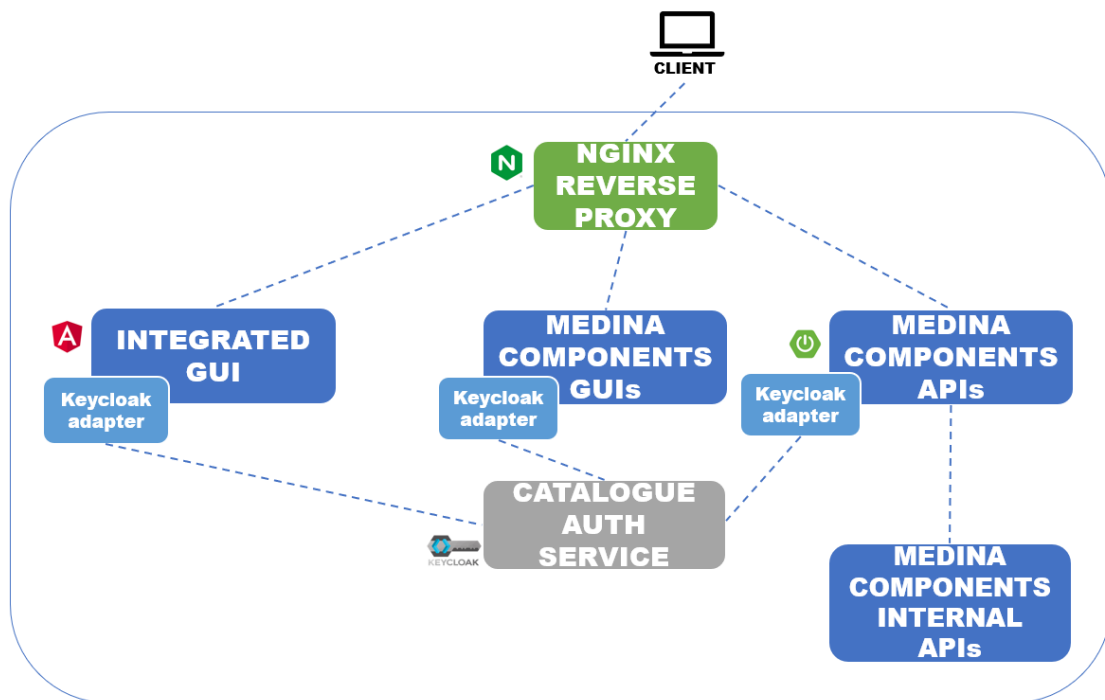 CLIENT
N
NGINX
REVERSE
PROXY
A
INTEGRATED
GUI
Keycloak
adapter
MEDINA
COMPONENTS
GUIs
Keycloak
adapter
MEDINA
COMPONENTS
APIs
Keycloak
adapter
CATALOGUE
AUTH
SERVICE
KEYCLOAK
MEDINA
COMPONENTS
INTERNAL
APIs